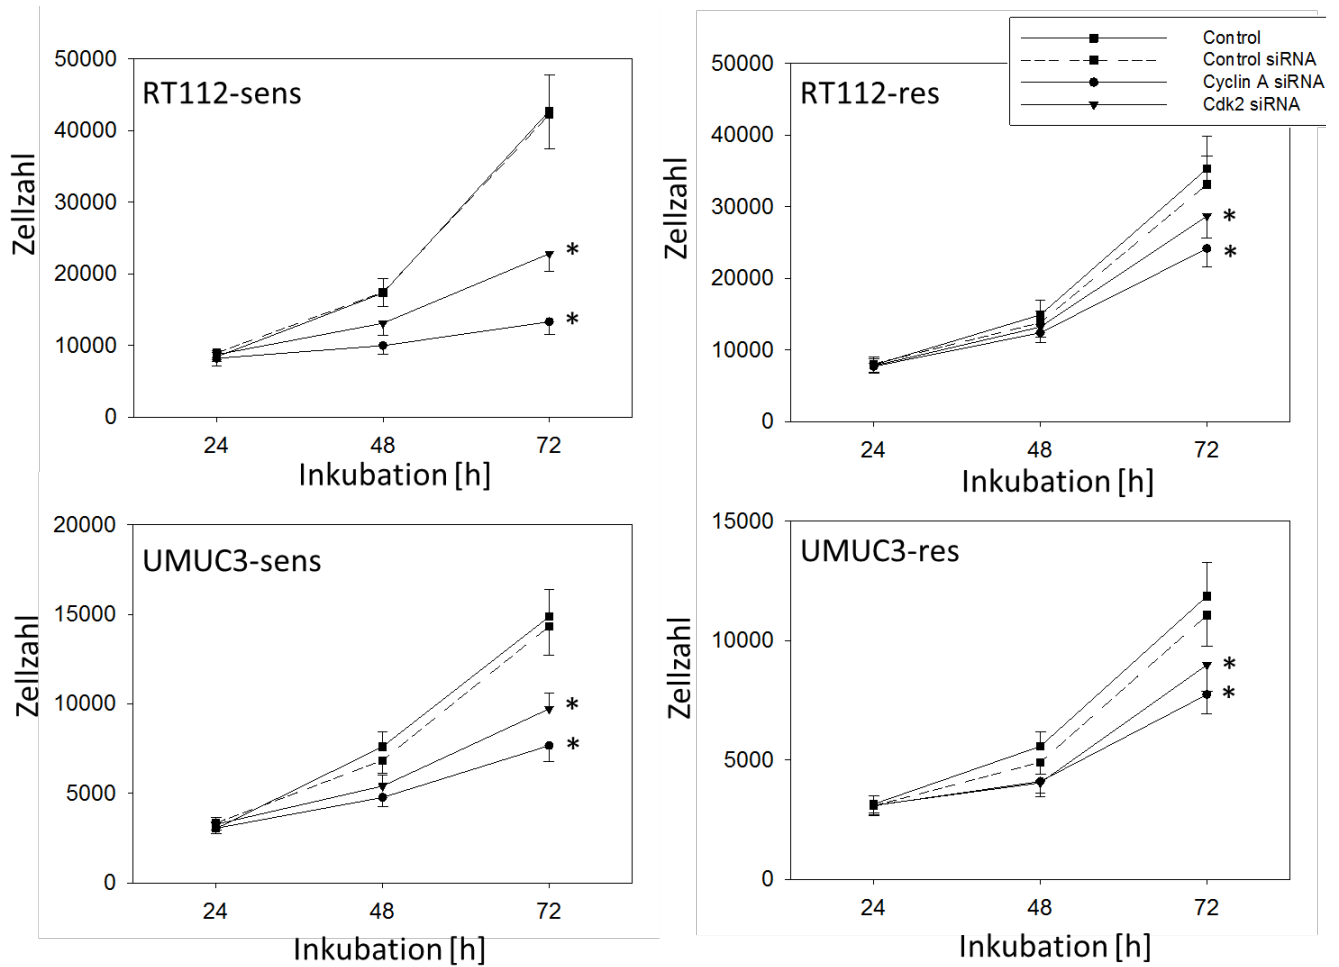 RT112-sens
50000
40000
30000
20000
10000
0
Zellzahl
24 48 72
Inkubation [h]
*
*
RT112-res
50000
40000
30000
20000
10000
0
Zellzahl
24 48 72
Inkubation [h]
*
*
Control
Control siRNA
Cyclin A siRNA
Cdk2 siRNA
UMUC3-sens
20000
15000
10000
5000
0
Zellzahl
24 48 72
Inkubation [h]
*
*
UMUC3-res
15000
10000
5000
0
Zellzahl
24 48 72
Inkubation [h]
*
*